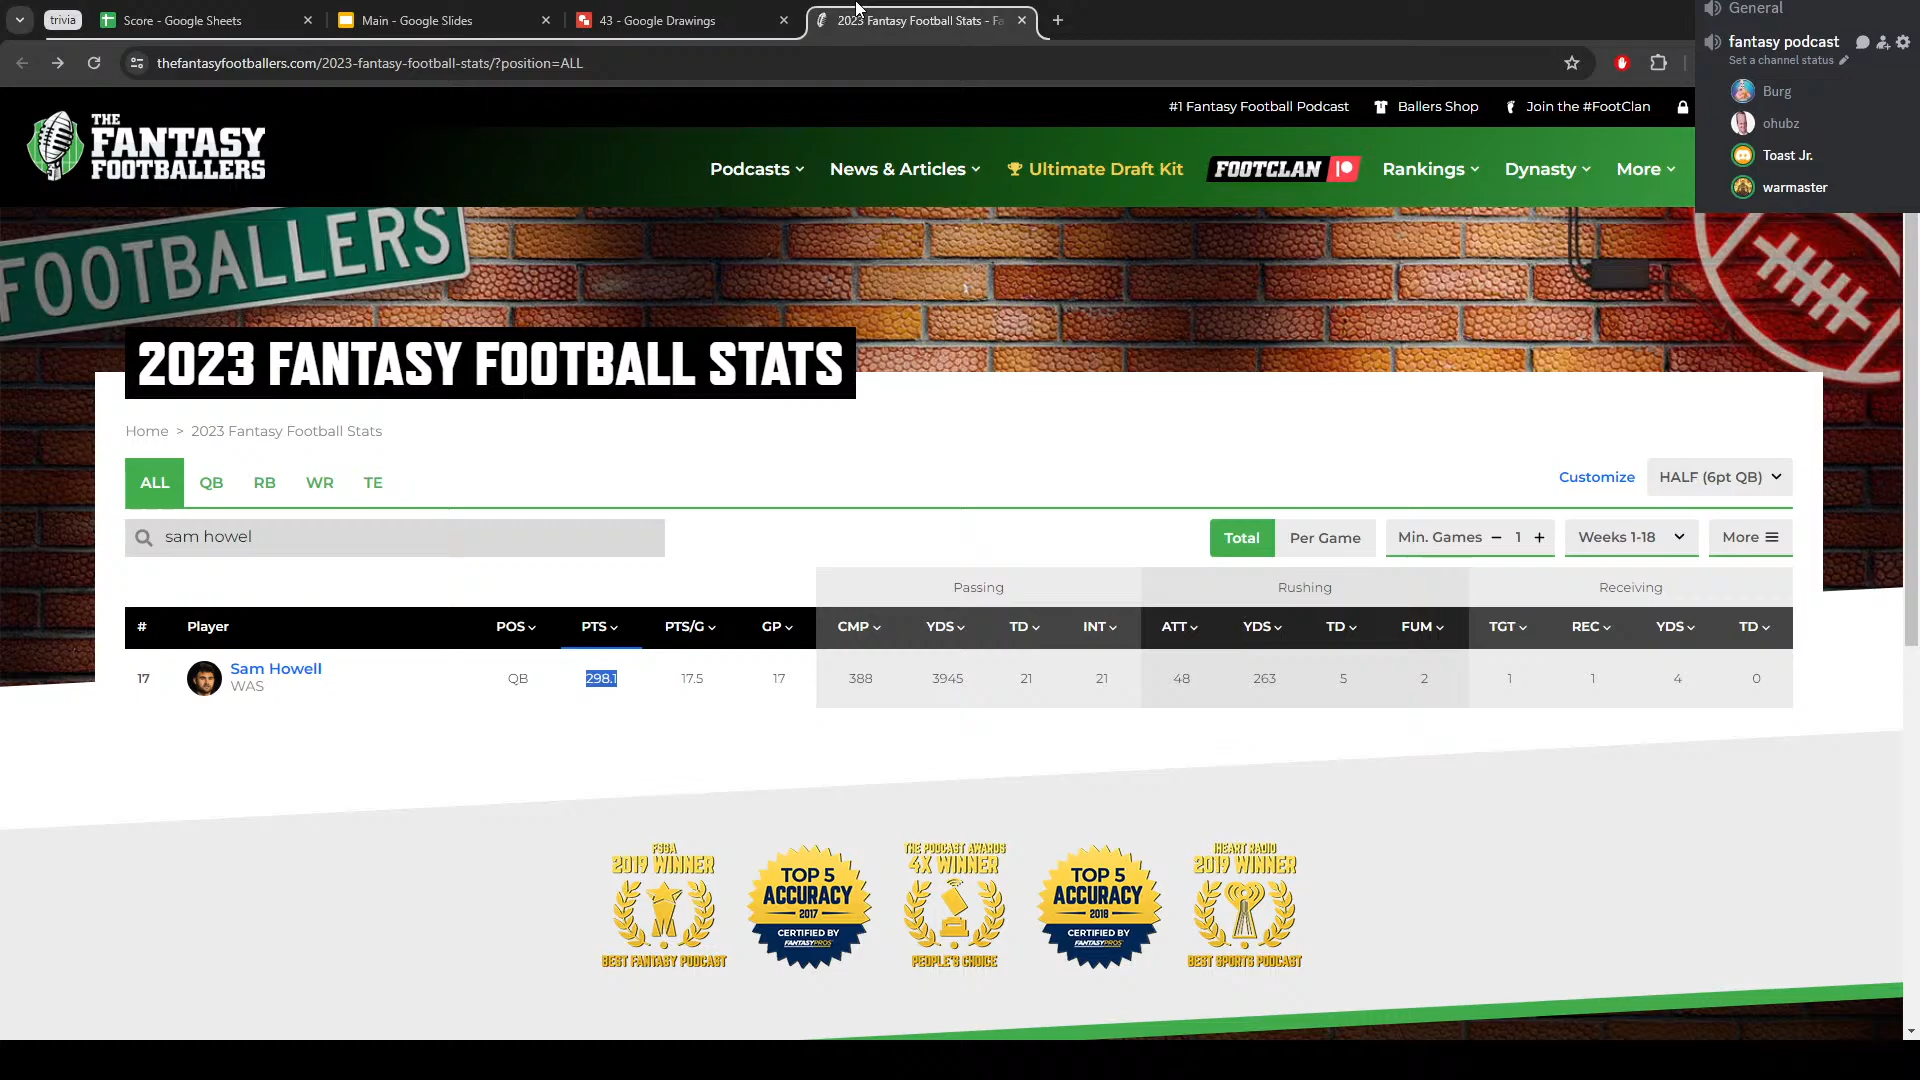 trivia
Score - Google Sheets
Main - Google Slides
43 - Google Drawings
2023 Fantasy Football Stats - Fa
General
fantasy podcast
Set a channel status
Burg
ohubz
Toast Jr.
warmaster
thefantasyfootballers.com/2023-fantasy-football-stats/?position=ALL
#1 Fantasy Football Podcast
Ballers Shop
Join the #FootClan
THE
FANTASY
FOOTBALLERS
Podcasts
News & Articles
Ultimate Draft Kit
FOOTCLAN
Rankings
Dynasty
More
FOOTBALLERS
2023 FANTASY FOOTBALL STATS
Home > 2023 Fantasy Football Stats
ALL QB RB WR TE
Customize
HALF (6pt QB)
sam howel
Total
Per Game
Min. Games − 1 +
Weeks 1-18
More
Passing Rushing Receiving
# Player POS PTS PTS/G GP CMP YDS TD INT ATT YDS TD FUM TGT REC YDS TD
17 Sam Howell QB 298.1 17.5 17 388 3945 21 21 48 263 5 2 1 1 4 0
WAS
FSGA
2019 WINNER
BEST FANTASY PODCAST
TOP 5
ACCURACY
2017
CERTIFIED BY
FANTASYPROS
THE PODCAST AWARDS
4X WINNER
PEOPLE'S CHOICE
TOP 5
ACCURACY
2018
CERTIFIED BY
FANTASYPROS
IHEART RADIO
2019 WINNER
BEST SPORTS PODCAST